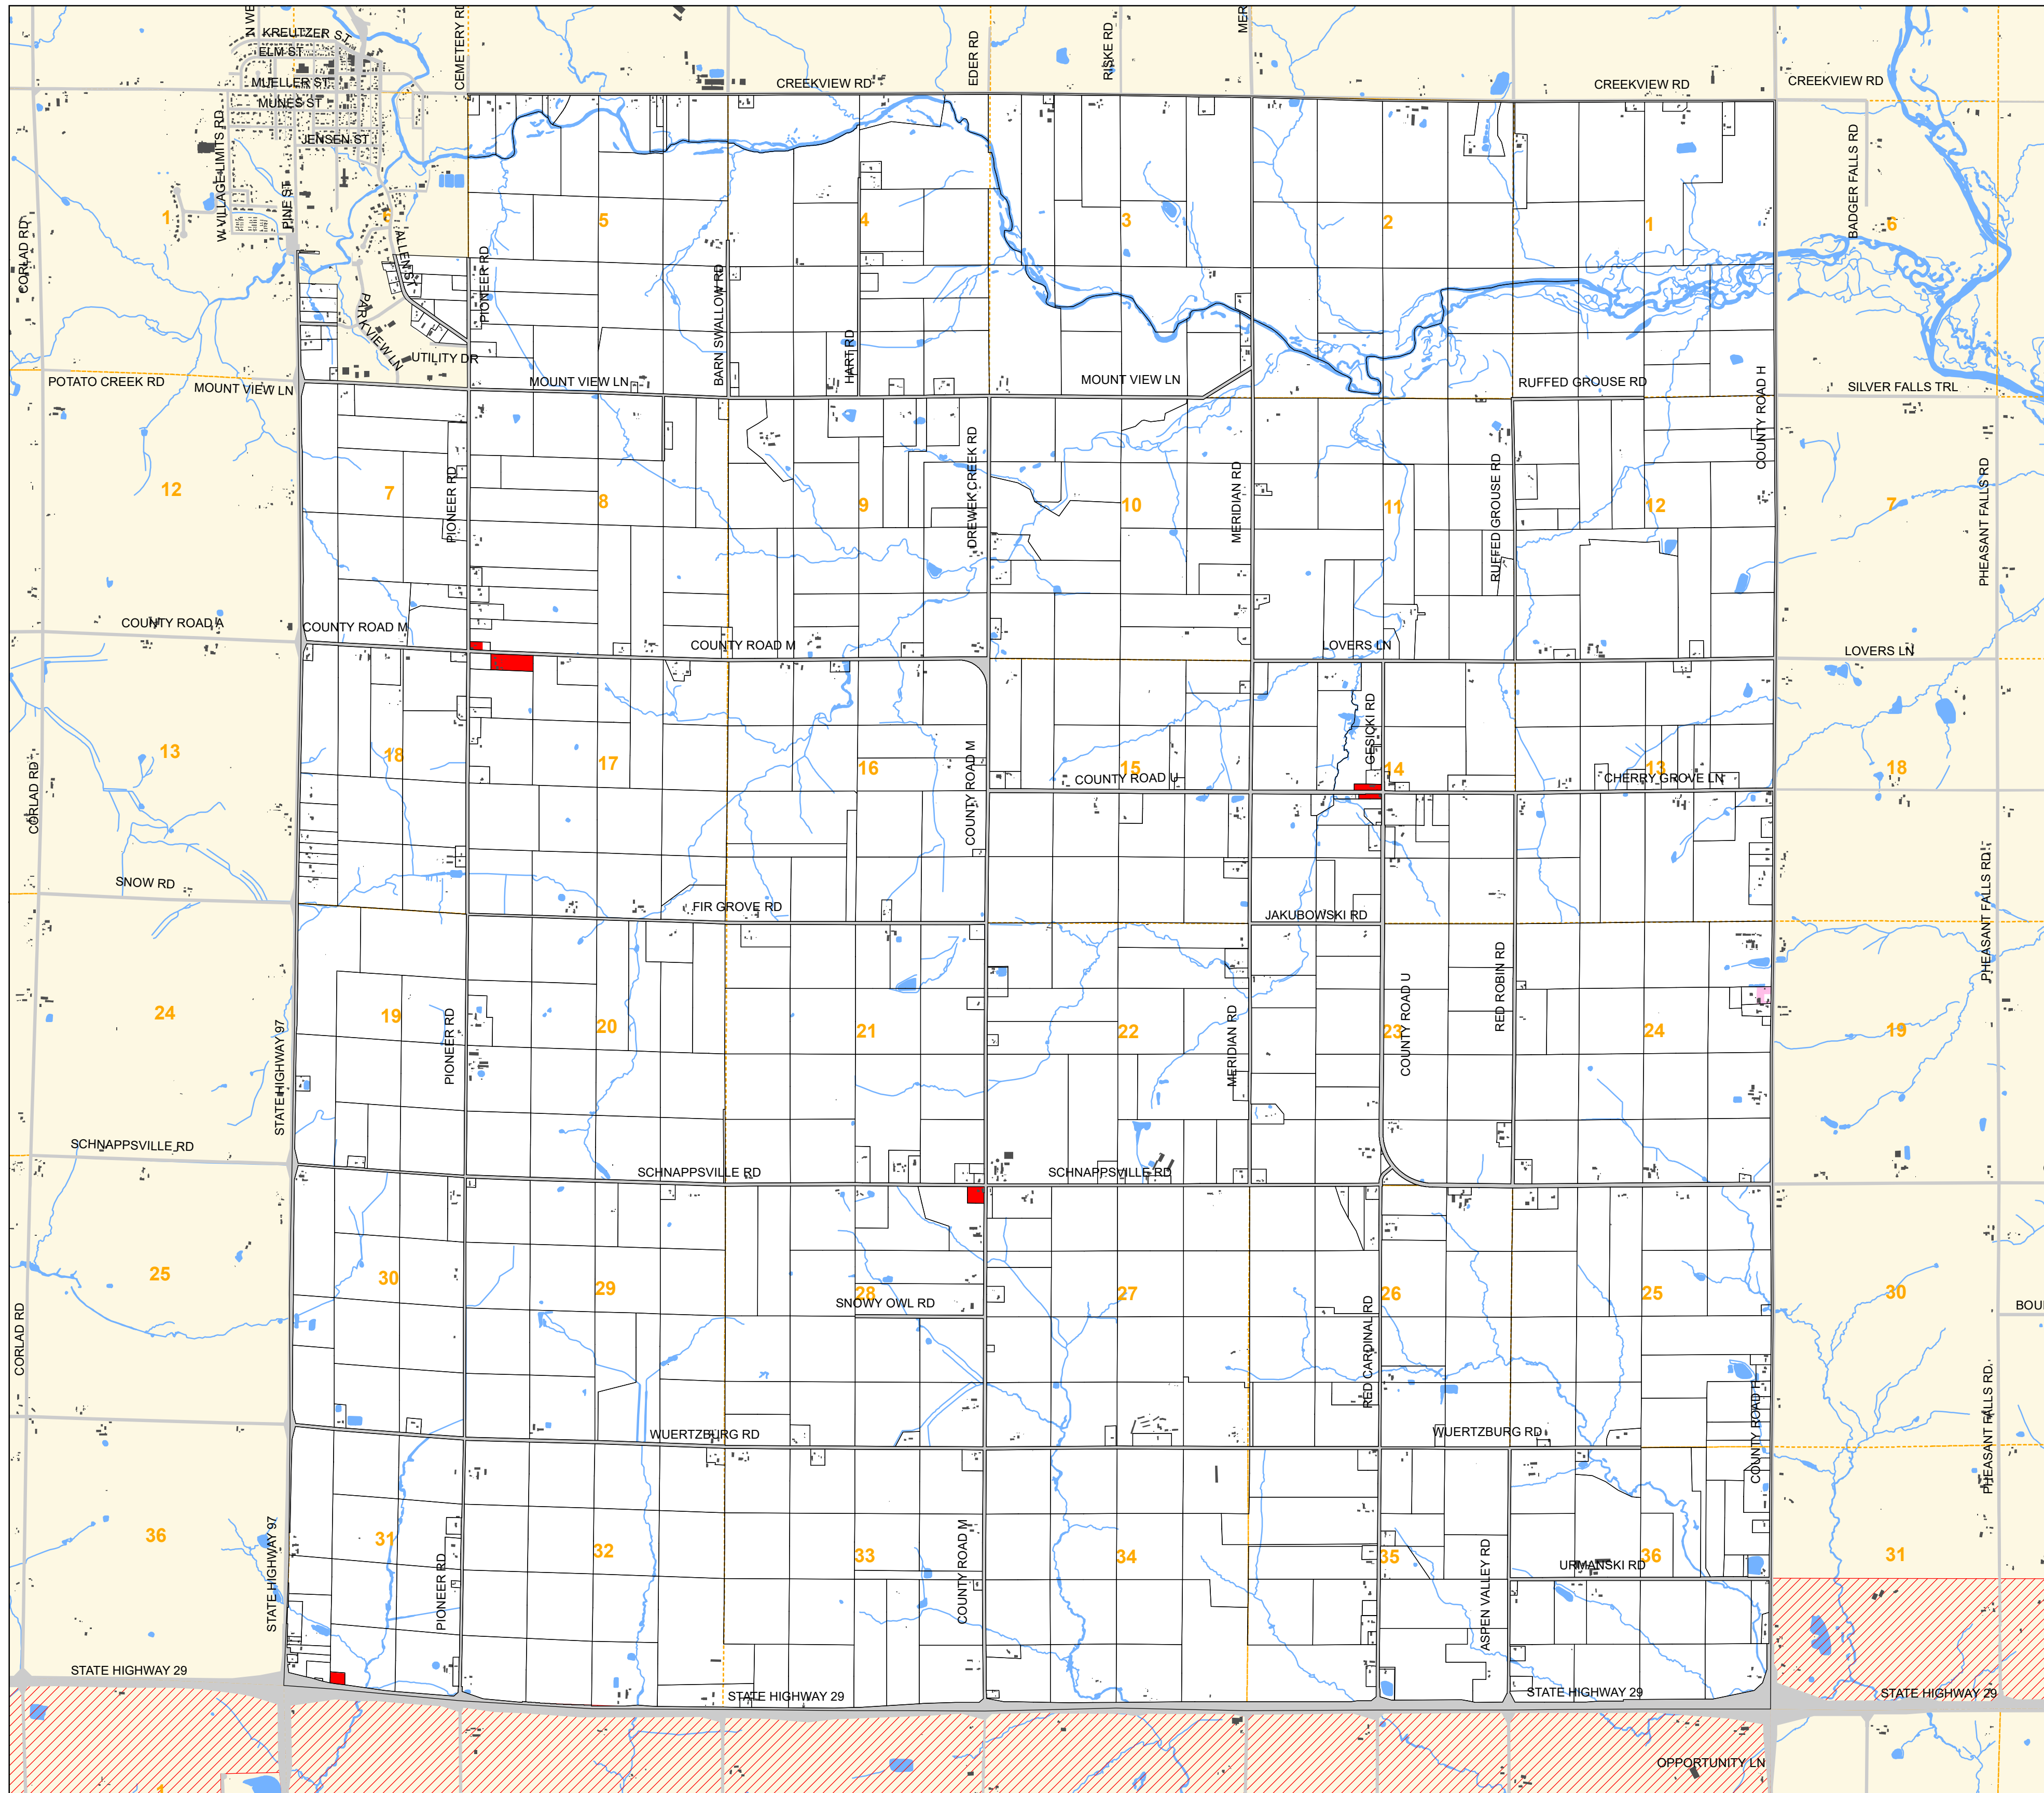 N WE
KREUTZER ST
ELM ST
MUELLER ST
MUNES ST
JENSEN ST
CEMETERY RD
CREEKVIEW RD
EDER RD
RISKE RD
MER
CREEKVIEW RD
CREEKVIEW RD
W VILLAGE LIMITS RD
PINE ST
ALLEN ST
PARKVIEW LN
UTILITY DR
PIONEER RD
BARN SWALLOW RD
HART RD
BADGER FALLS RD
CORLAD RD
1
5
4
3
2
1
6
POTATO CREEK RD
MOUNT VIEW LN
MOUNT VIEW LN
MOUNT VIEW LN
RUFFED GROUSE RD
COUNTY ROAD H
SILVER FALLS TRL
12
7
8
9
10
11
12
7
PIONEER RD
DREWEK CREEK RD
MERIDIAN RD
RUFFED GROUSE RD
PHEASANT FALLS RD
COUNTY ROAD A
COUNTY ROAD M
COUNTY ROAD M
LOVERS LN
LOVERS LN
13
18
17
16
15
14
13
18
CORLAD RD
COUNTY ROAD M
COUNTY ROAD U
GESICKI RD
CHERRY GROVE LN
SNOW RD
FIR GROVE RD
JAKUBOWSKI RD
PHEASANT FALLS RD
24
19
20
21
22
23
24
19
STATE HIGHWAY 97
PIONEER RD
MERIDIAN RD
COUNTY ROAD U
RED ROBIN RD
SCHNAPPSVILLE RD
SCHNAPPSVILLE RD
SCHNAPPSVILLE RD
25
30
29
28
27
26
25
30
SNOWY OWL RD
CORLAD RD
RED CARDINAL RD
BOU
WUERTZBURG RD
WUERTZBURG RD
COUNTY ROAD H
PHEASANT FALLS RD
36
31
32
33
34
35
36
31
STATE HIGHWAY 97
PIONEER RD
COUNTY ROAD M
ASPEN VALLEY RD
URMANSKI RD
STATE HIGHWAY 29
STATE HIGHWAY 29
STATE HIGHWAY 29
STATE HIGHWAY 29
OPPORTUNITY LN
1